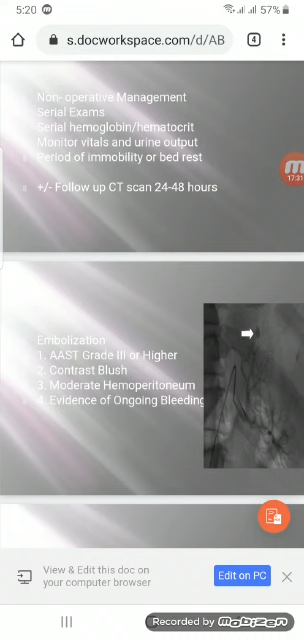 5:20
57%
s.docworkspace.com/d/AB
4
Non- operative Management
Serial Exams
Serial hemoglobin/hematocrit
Monitor vitals and urine output
Period of immobility or bed rest
+/- Follow up CT scan 24-48 hours
17:31
Embolization
1. AAST Grade III or Higher
2. Contrast Blush
3. Moderate Hemoperitoneum
4. Evidence of Ongoing Bleeding
View & Edit this doc on
your computer browser
Edit on PC
Recorded by mobizen